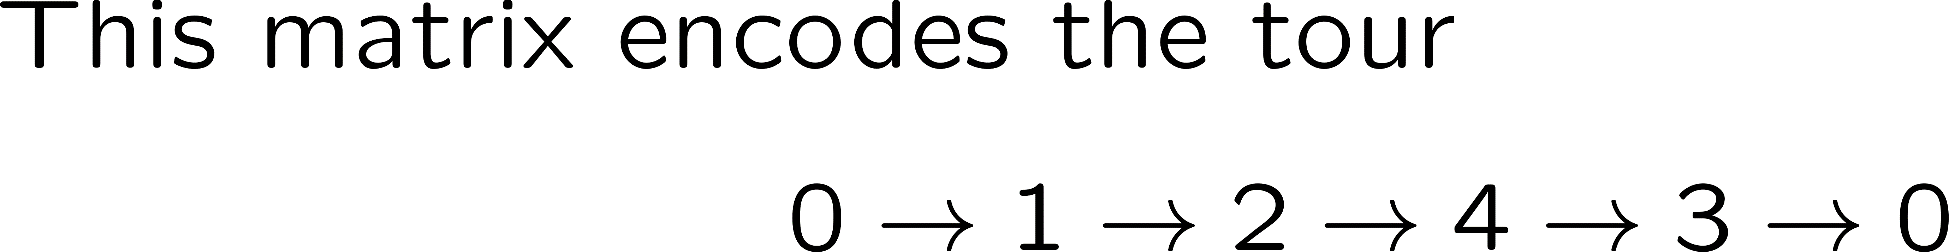 This matrix encodes the tour
0 → 1 → 2 → 4 → 3 → 0